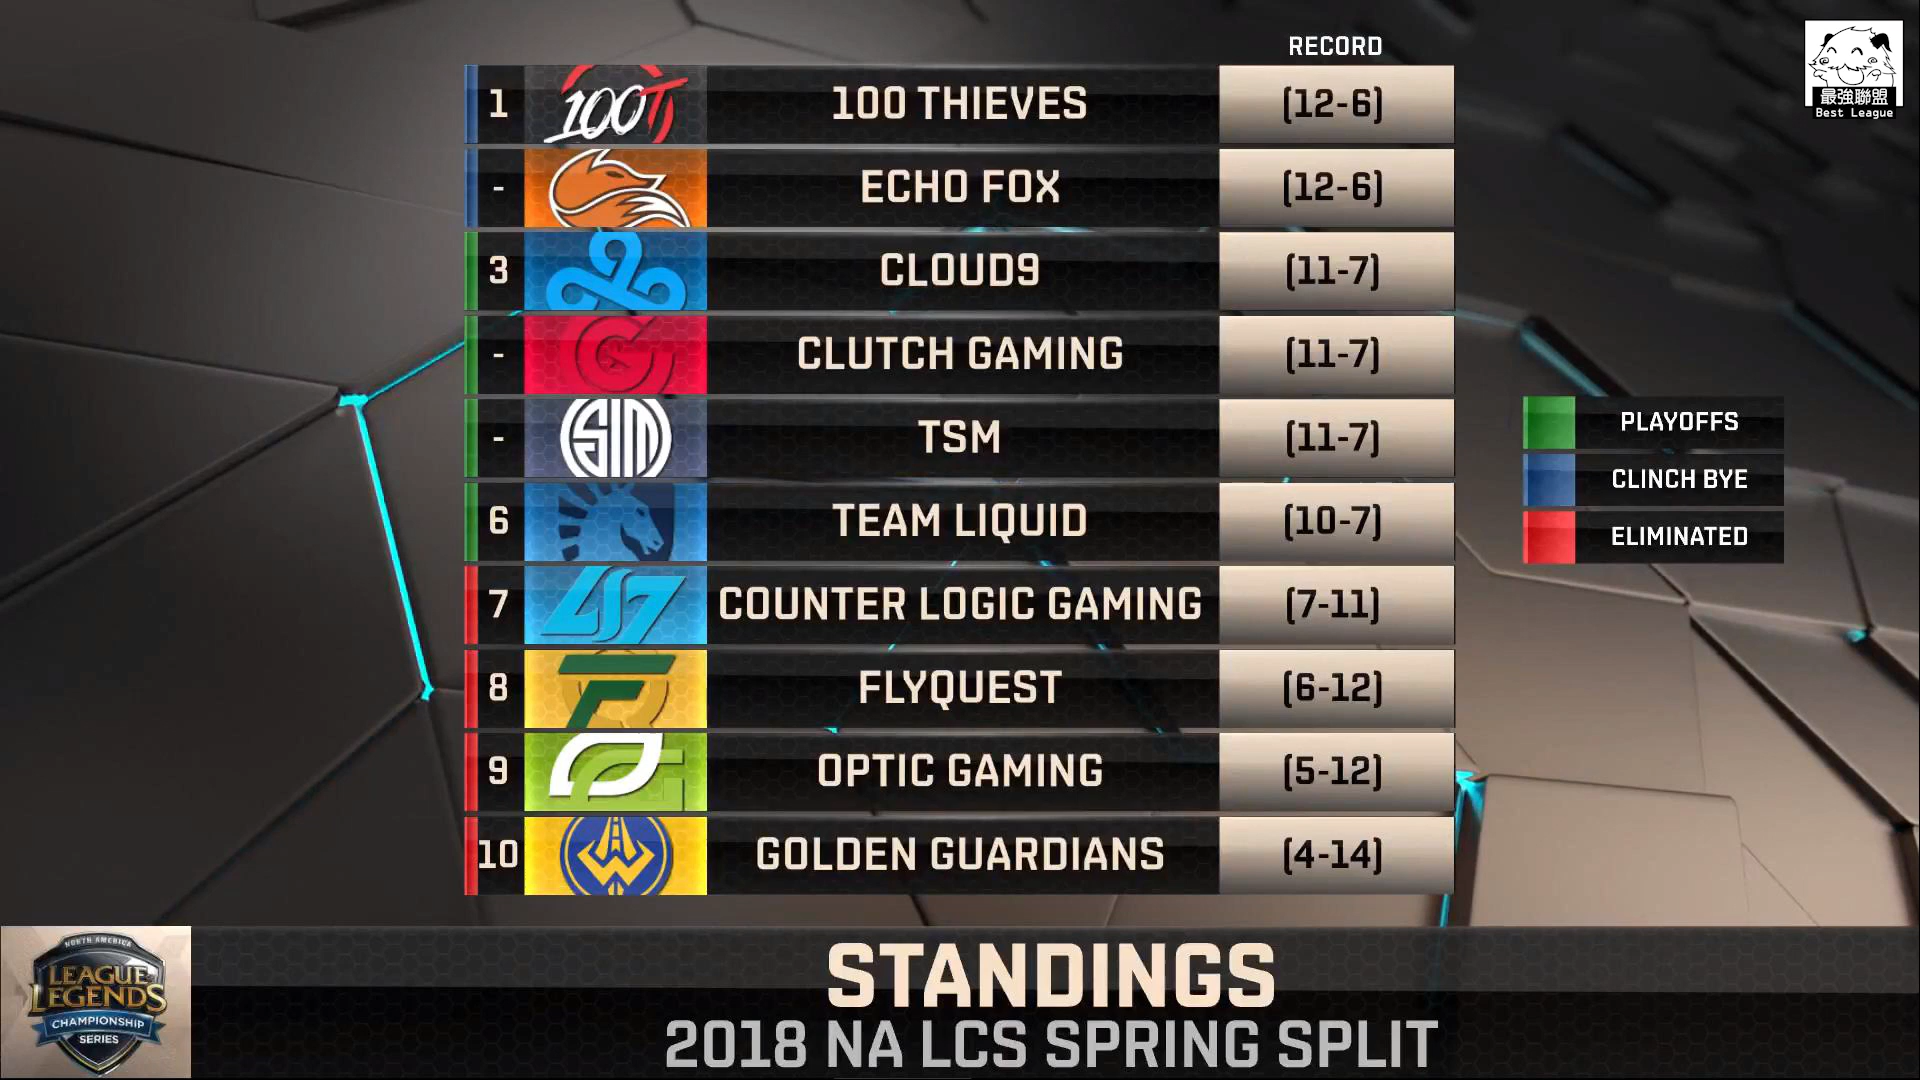 RECORD
1 100T 100 THIEVES (12-6)
- ECHO FOX (12-6)
3 CLOUD9 (11-7)
- CLUTCH GAMING (11-7)
- TSM TSM (11-7)
6 TEAM LIQUID (10-7)
7 COUNTER LOGIC GAMING (7-11)
8 FLYQUEST (6-12)
9 OPTIC GAMING (5-12)
10 GOLDEN GUARDIANS (4-14)
PLAYOFFS
CLINCH BYE
ELIMINATED
最強聯盟
Best League
NORTH AMERICA
LEAGUE
LEGENDS
CHAMPIONSHIP
SERIES
STANDINGS
2018 NA LCS SPRING SPLIT